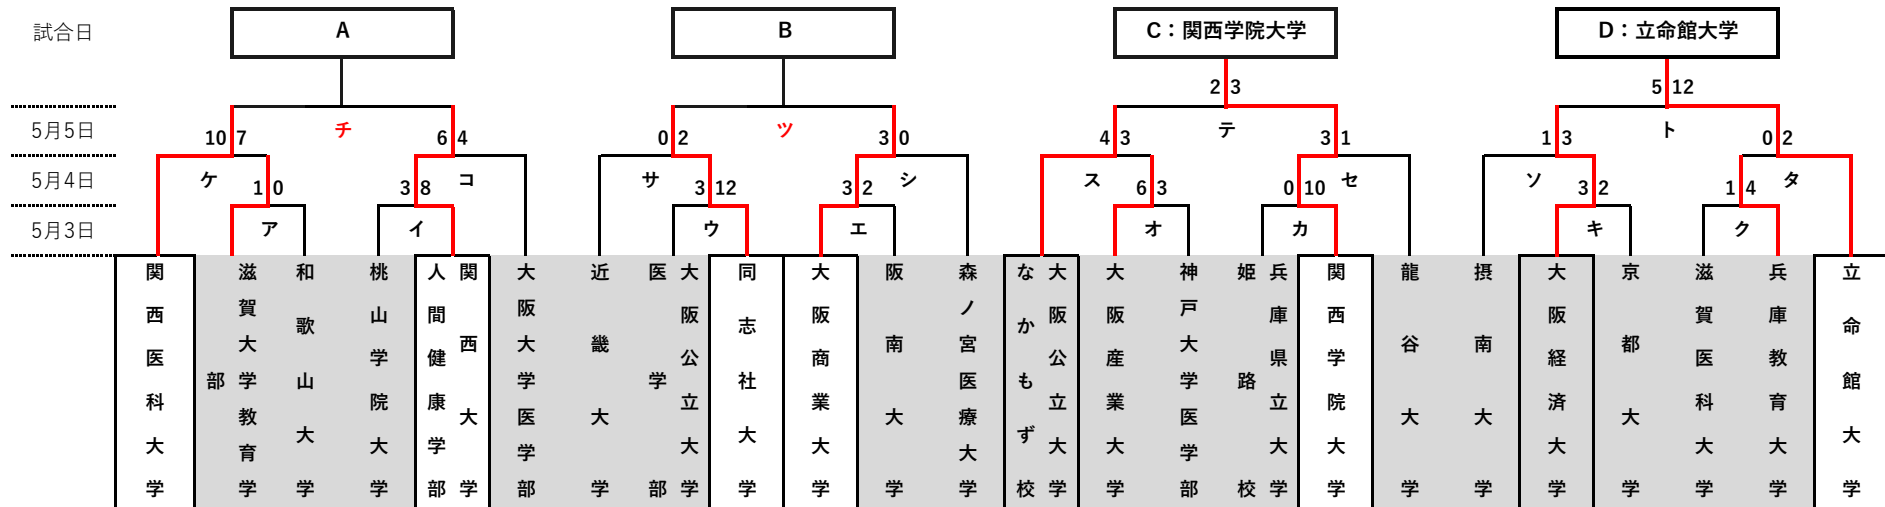 試合日
A
B
C：関西学院大学
D：立命館大学
2 3
5 12
5月5日
10 7
チ
6 4
0 2
ツ
3 0
4 3
テ
3 1
1 3
ト
0 2
5月4日
ケ
1 0
3 8
コ
サ
3 12
3 2
シ
ス
6 3
0 10
セ
ソ
3 2
1 4
タ
5月3日
ア
イ
ウ
エ
オ
カ
キ
ク
関西医科大学
滋賀大学教育学
部
和歌山大学
桃山学院大学
関西大学
人間健康学部
大阪大学医学部
近畿大学
大阪公立大学
医学部
同志社大学
大阪商業大学
阪南大学
森ノ宮医療大学
大阪公立大学
なかもず校
大阪産業大学
神戸大学医学部
兵庫県立大学
姫路校
関西学院大学
龍谷大学
摂南大学
大阪経済大学
京都大学
滋賀医科大学
兵庫教育大学
立命館大学